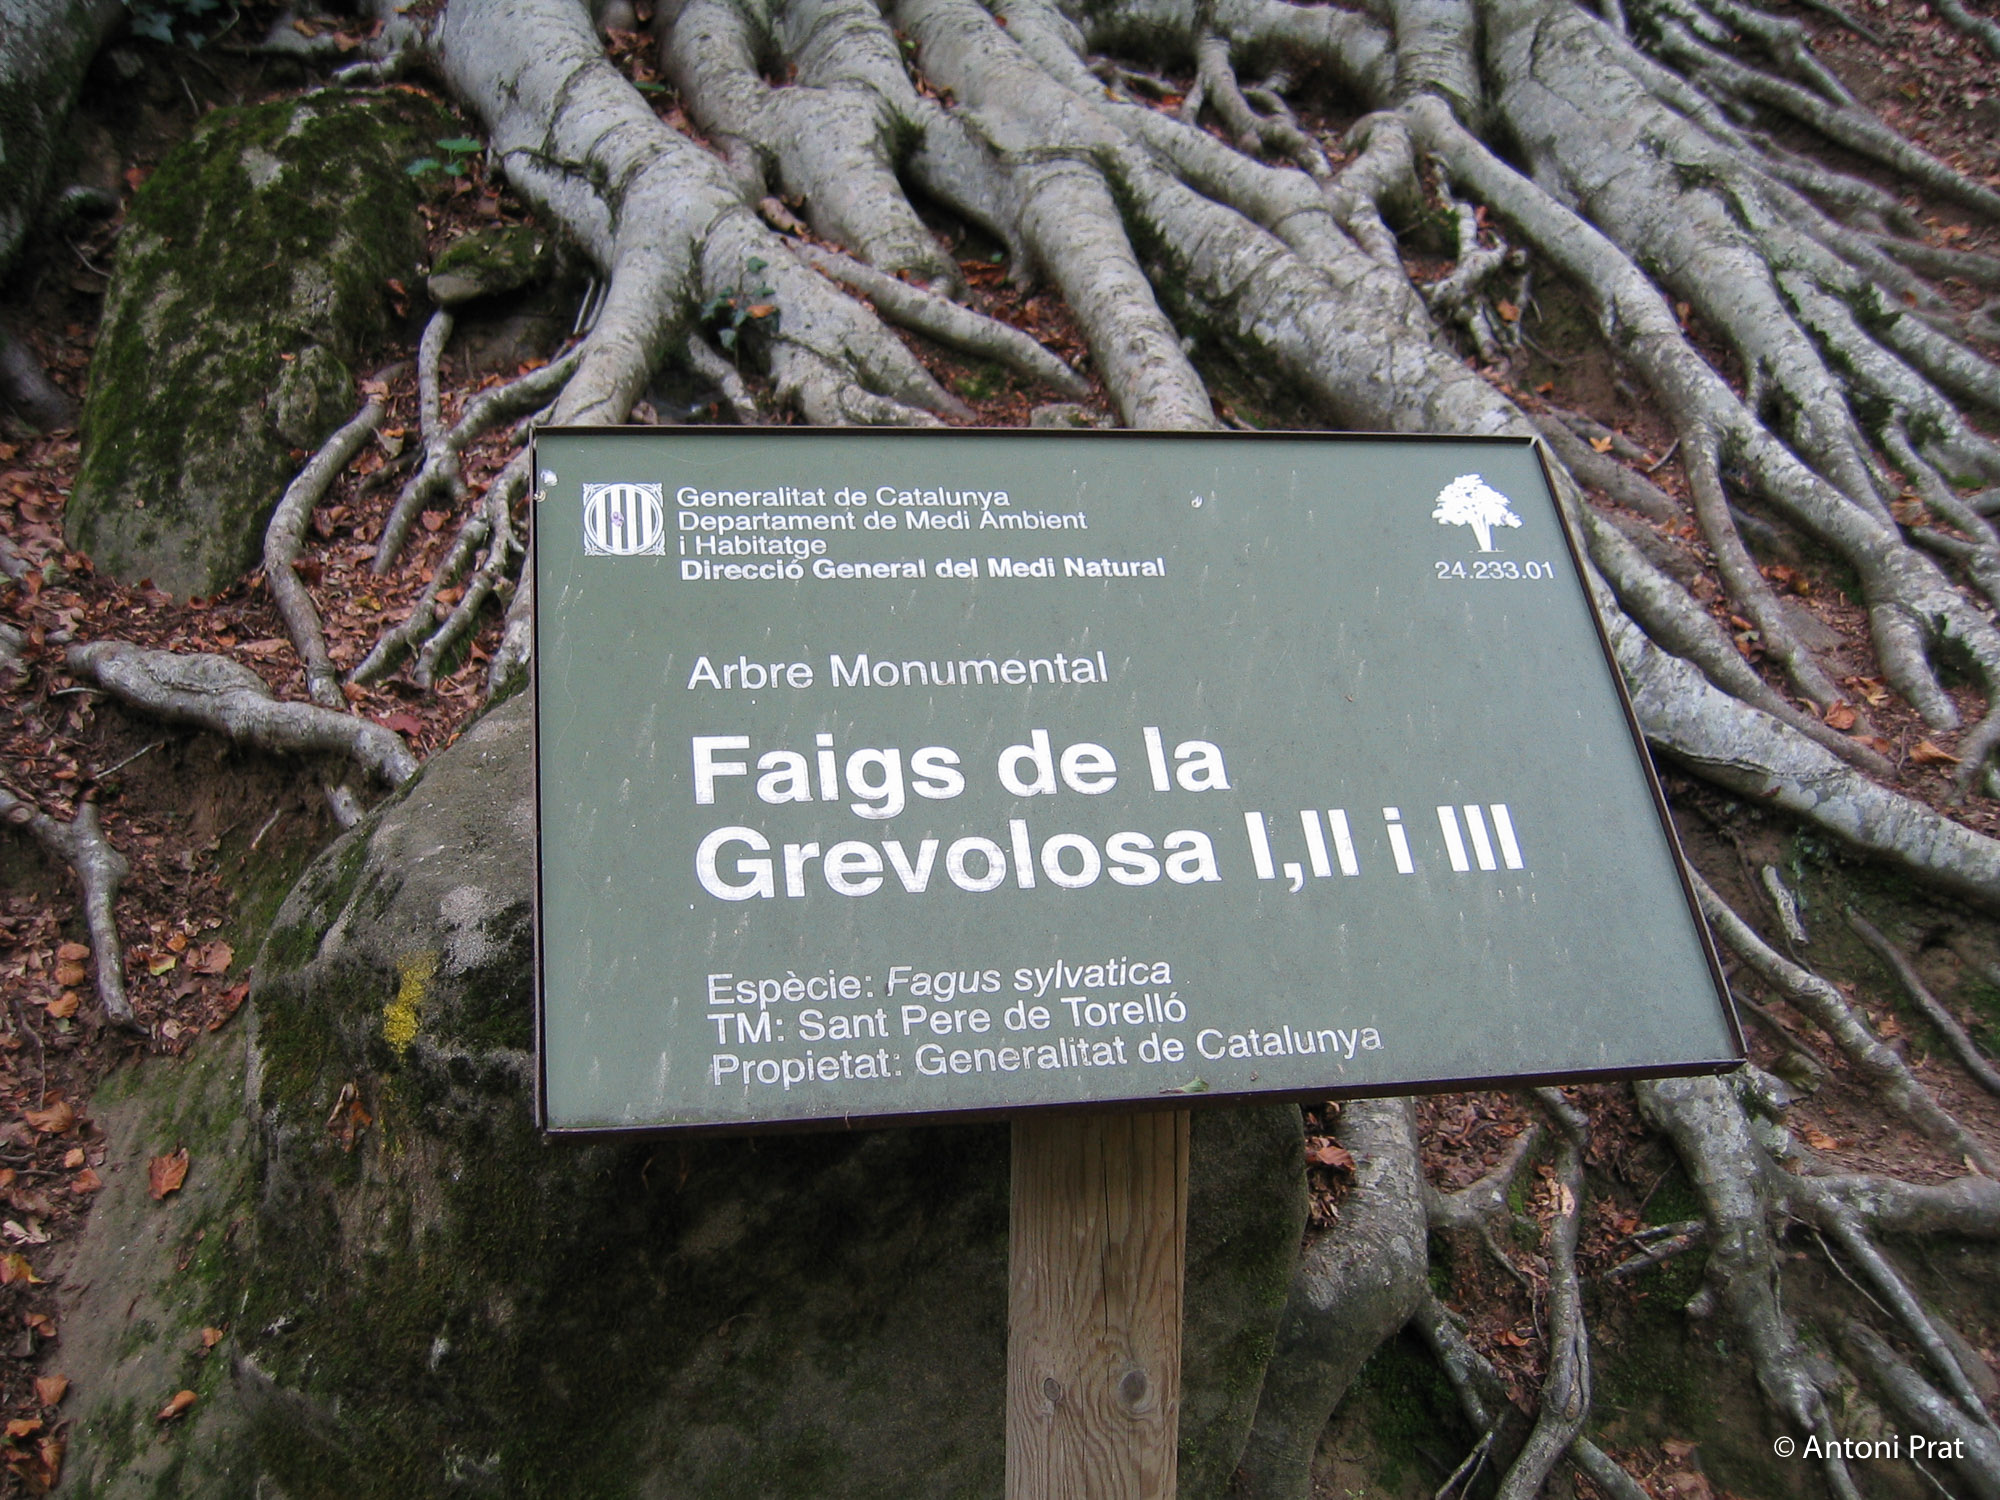 Generalitat de Catalunya
Departament de Medi Ambient
i Habitatge
Direcció General del Medi Natural
24.233.01
Arbre Monumental
Faigs de la
Grevolosa I,II i III
Espècie: Fagus sylvatica
TM: Sant Pere de Torelló
Propietat: Generalitat de Catalunya
© Antoni Prat